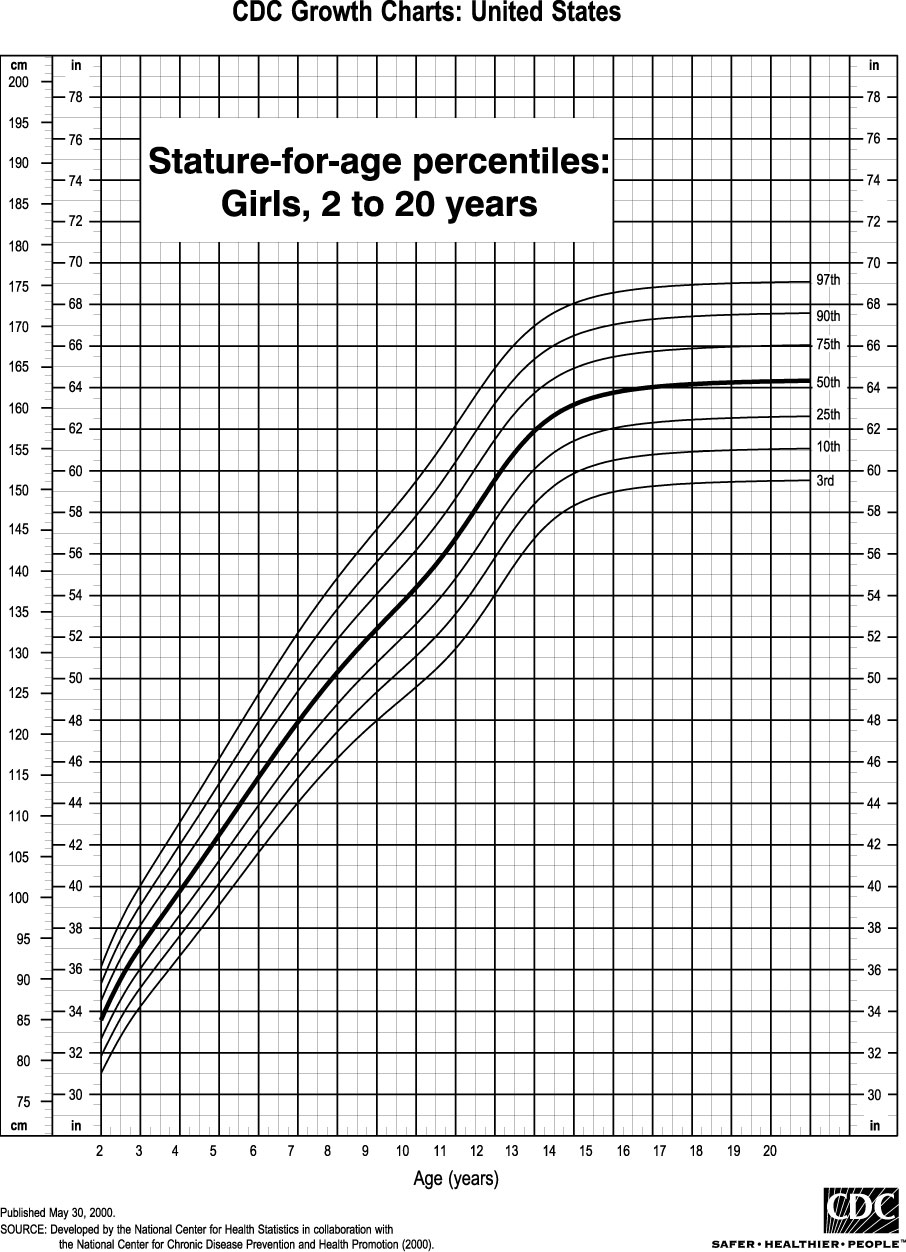 CDC Growth Charts: United States
cm in in
200
78 78
195
76 76
190
Stature-for-age percentiles:
74 74
185
Girls, 2 to 20 years
72 72
180
70 70
97th
175
68 68
90th
170
66 66
75th
165
64 50th 64
160
25th
62 62
155
10th
60 60
150 3rd
58 58
145
56 56
140
54 54
135
52 52
130
50 50
125
48 48
120
46 46
115
44 44
110
42 42
105
40 40
100
38 38
95
36 36
90
34 34
85
32 32
80
30 30
75
cm in in
2 3 4 5 6 7 8 9 10 11 12 13 14 15 16 17 18 19 20
Age (years)
Published May 30, 2000.
SOURCE: Developed by the National Center for Health Statistics in collaboration with
the National Center for Chronic Disease Prevention and Health Promotion (2000).
CDC
SAFER • HEALTHIER • PEOPLE™